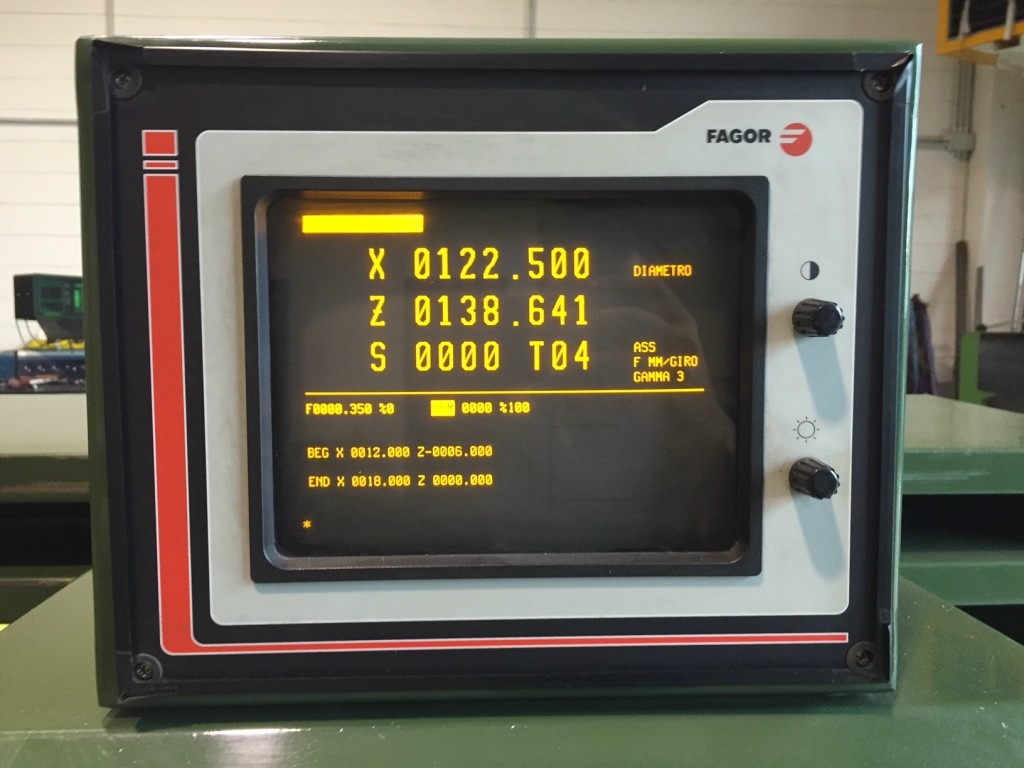 FAGOR
X 0122.500 DIAMETRO
Z 0138.641
S 0000 T04
ASS
F MM/GIRO
GAMMA 3
F0000.350 %0 0000 %100
BEG X 0012.000 Z-0006.000
END X 0018.000 Z 0000.000
*